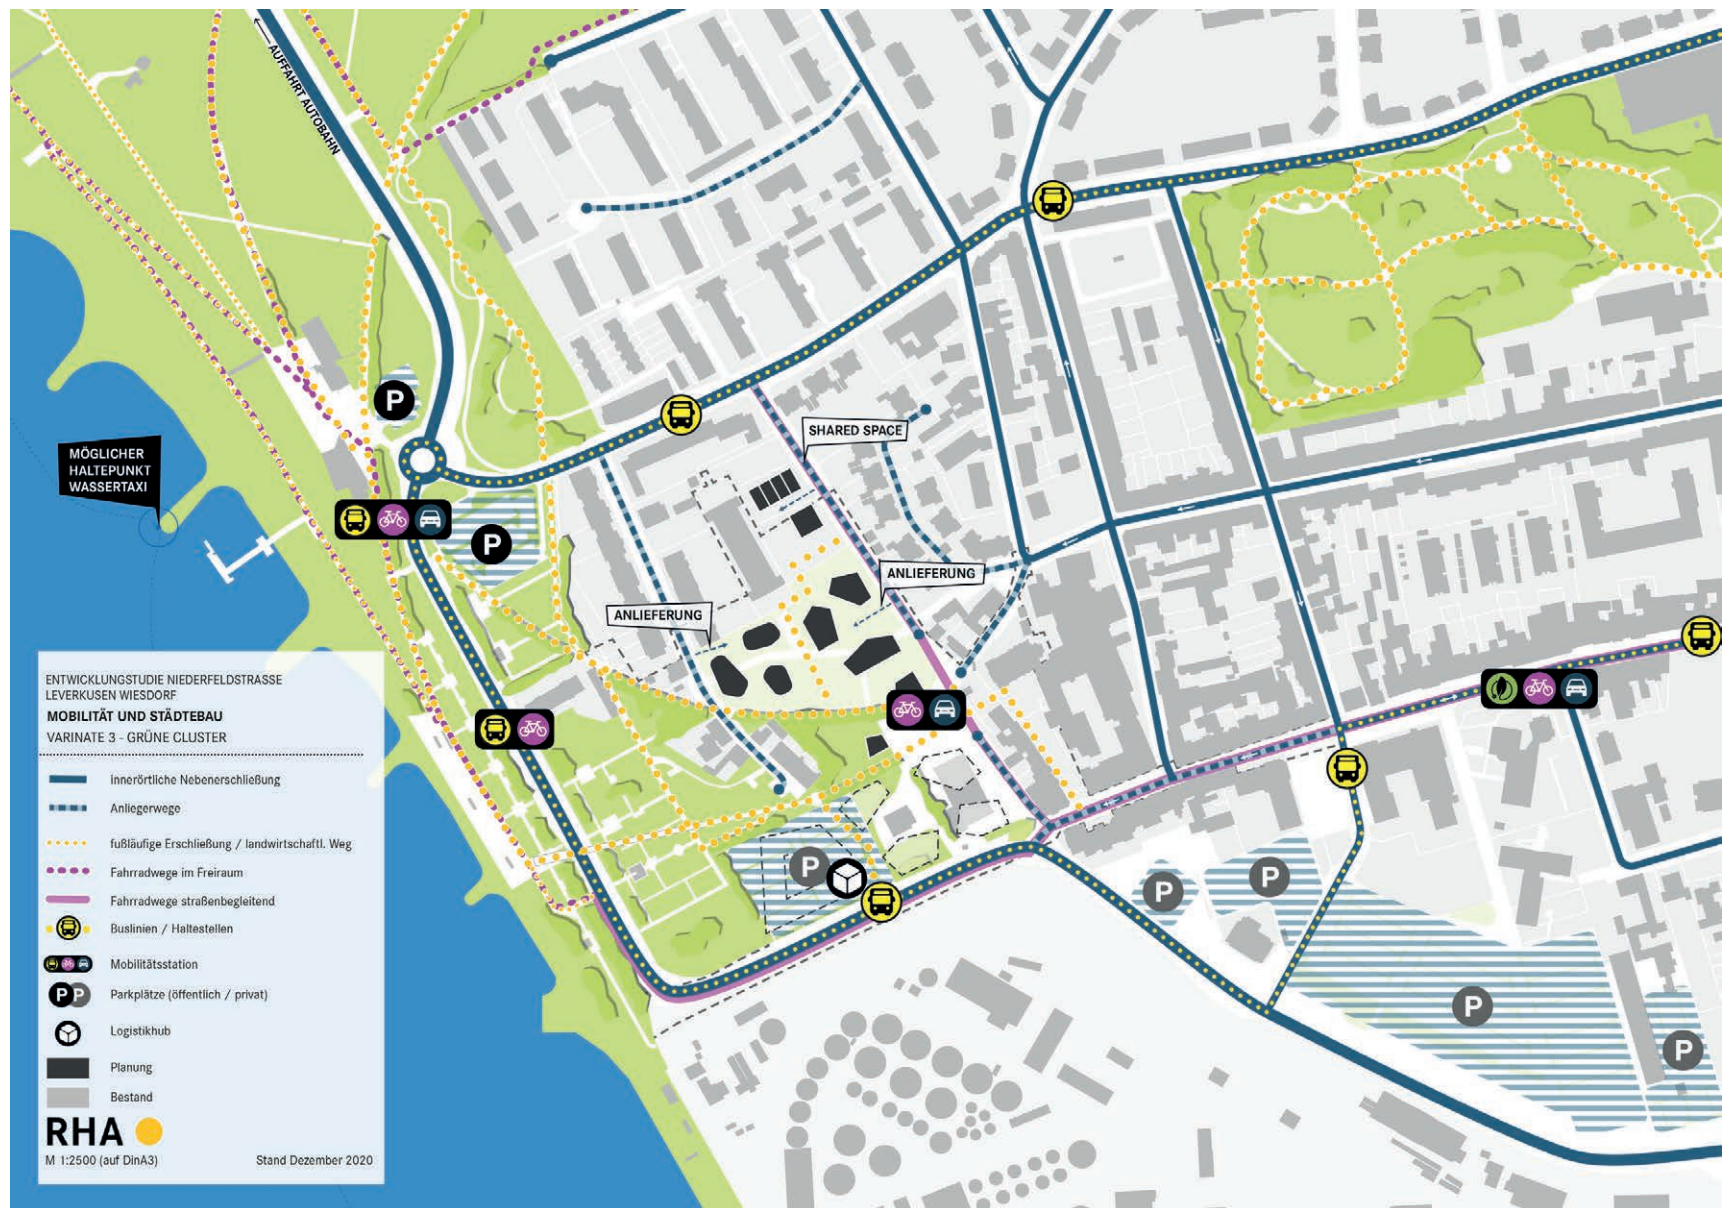 AUFFAHRT AUTOBAHN
P
SHARED SPACE
MÖGLICHER
HALTEPUNKT
WASSERTAXI
P
ANLIEFERUNG
ANLIEFERUNG
P
P
P
P
P
ENTWICKLUNGSTUDIE NIEDERFELDSTRASSE
LEVERKUSEN WIESDORF
MOBILITÄT UND STÄDTEBAU
VARINATE 3 - GRÜNE CLUSTER
innerörtliche Nebenerschließung
Anliegerwege
fußläufige Erschließung / landwirtschaftl. Weg
Fahrradwege im Freiraum
Fahrradwege straßenbegleitend
Buslinien / Haltestellen
Mobilitätsstation
PP Parkplätze (öffentlich / privat)
Logistikhub
Planung
Bestand
RHA
M 1:2500 (auf DinA3) Stand Dezember 2020